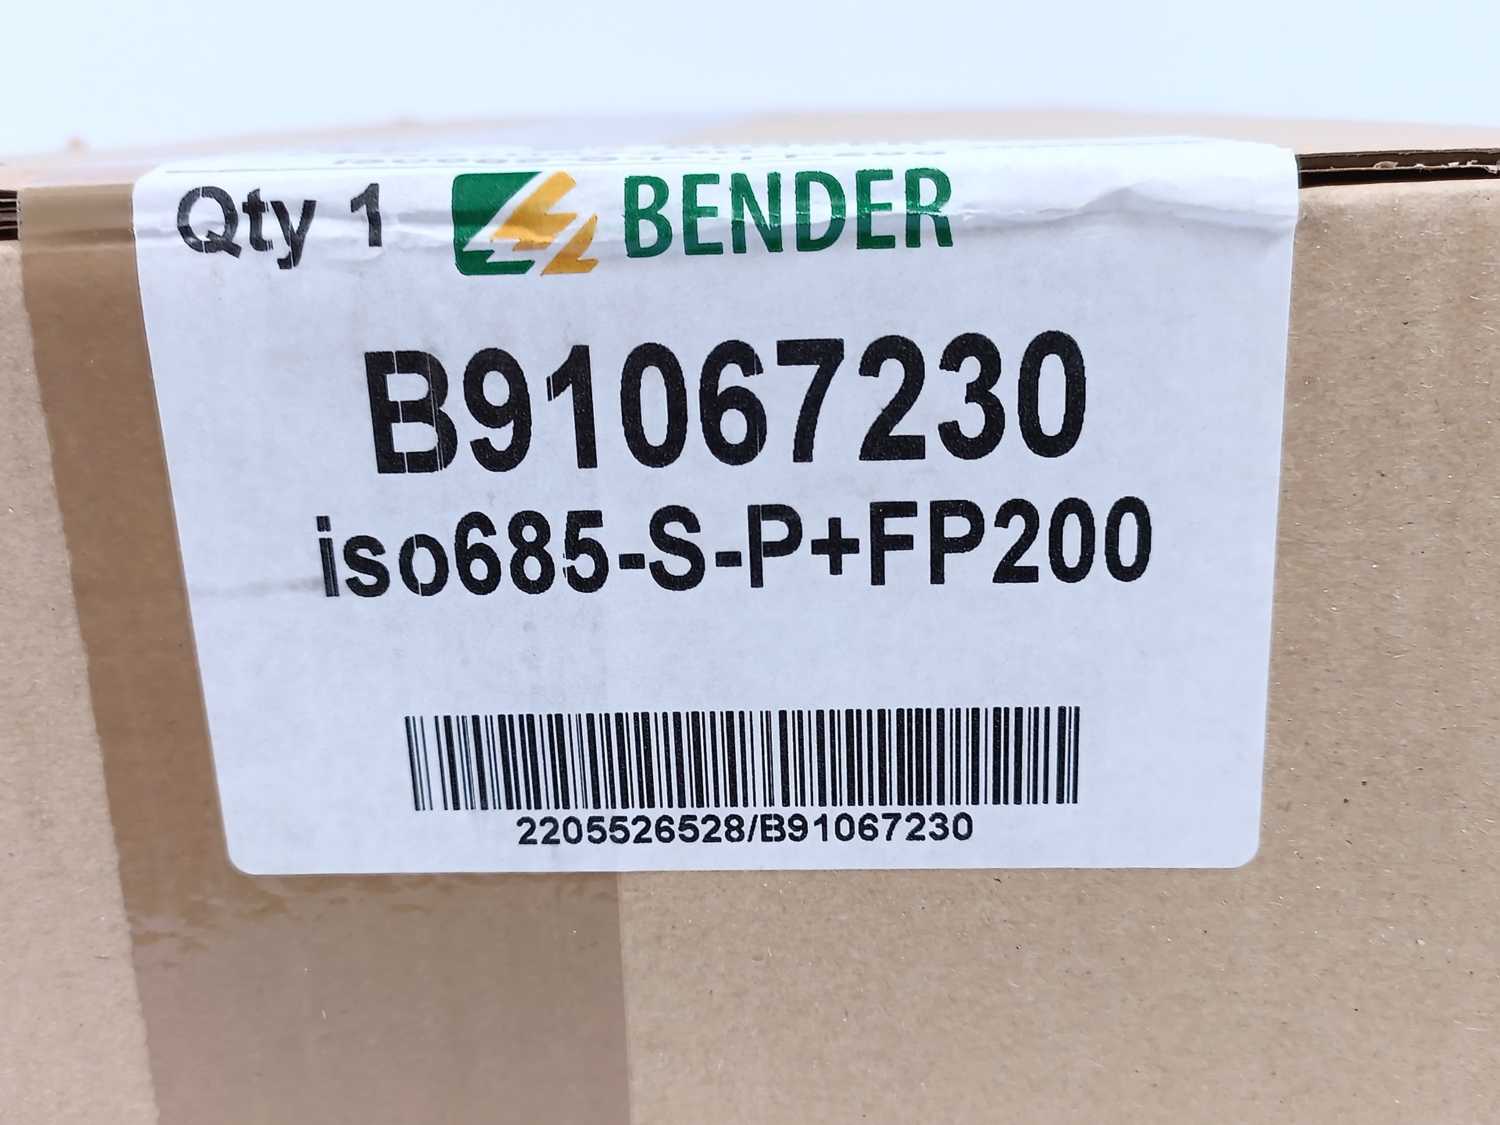 Qty 1 BENDER
B91067230
iso685-S-P+FP200
2205526528/B91067230